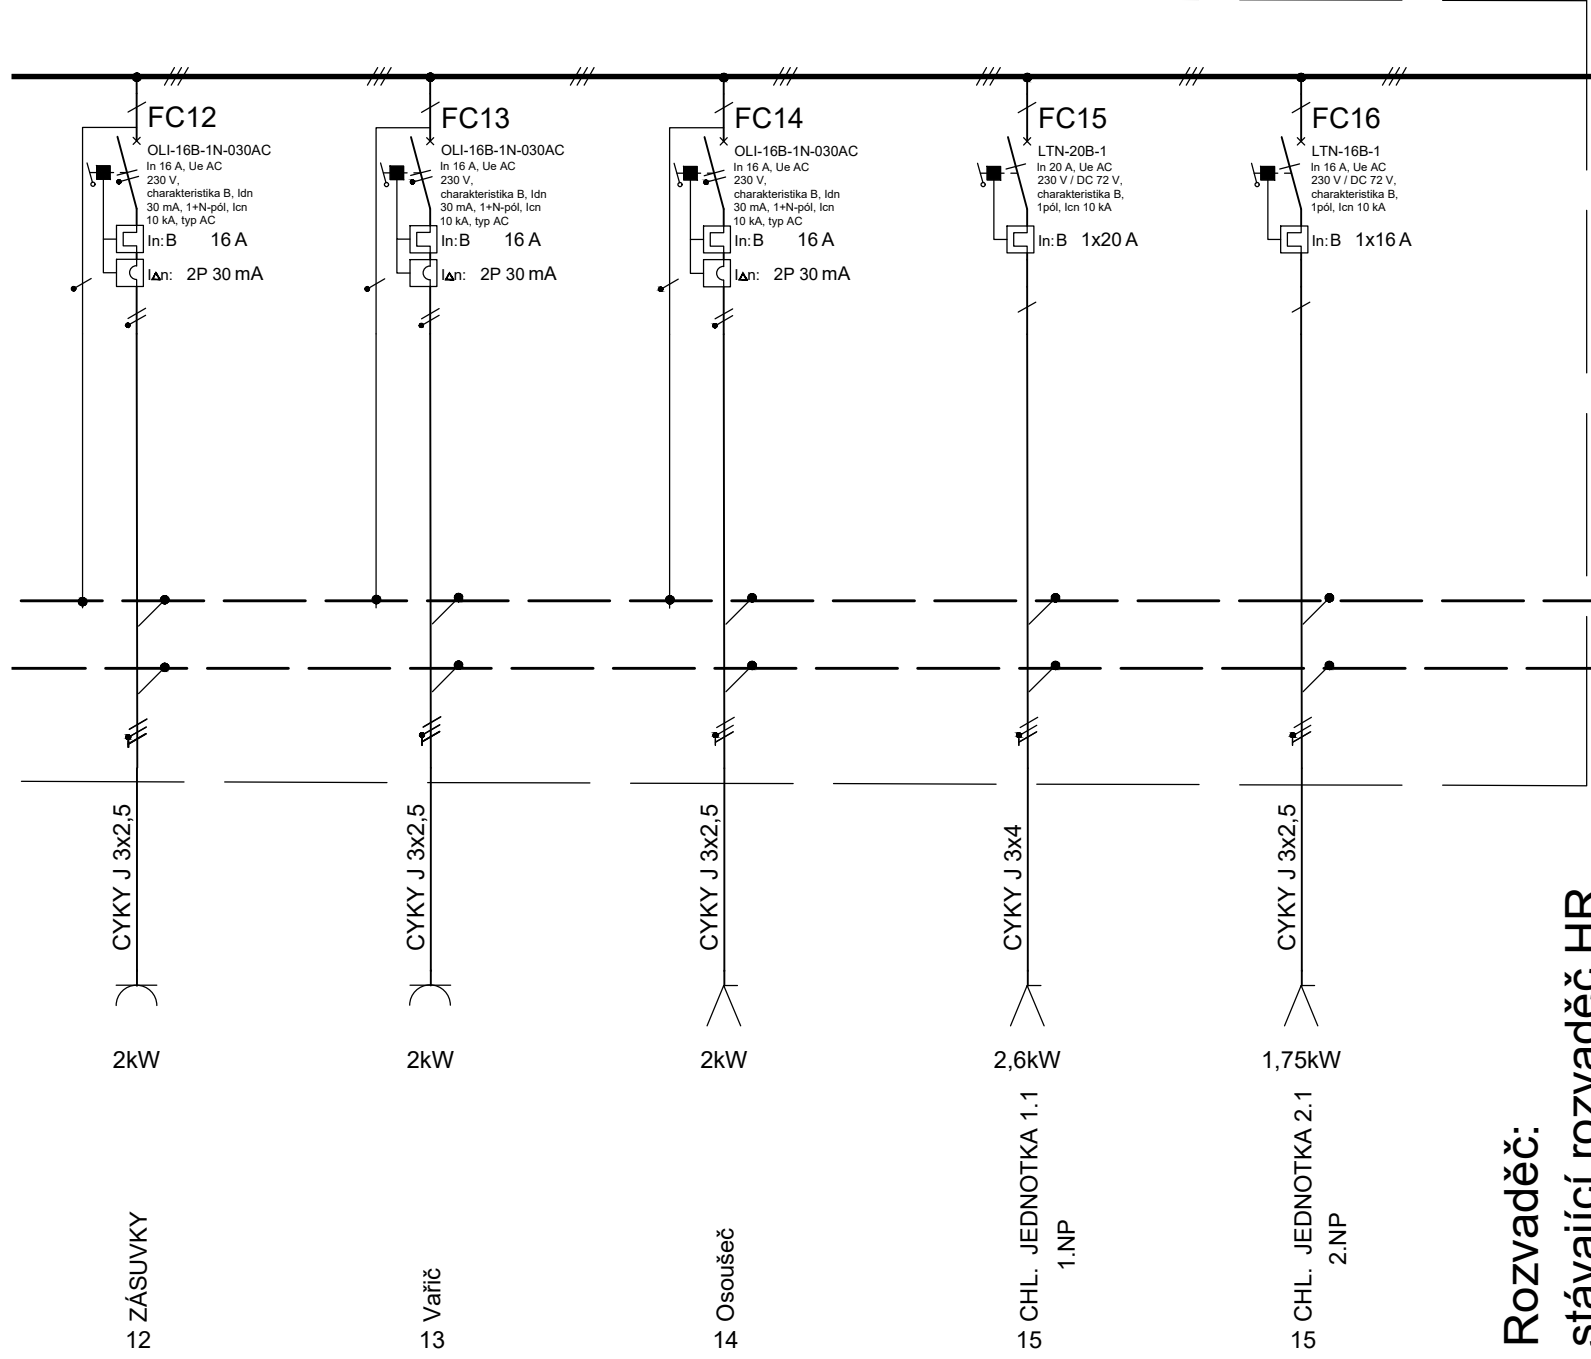 FC12
OLI-16B-1N-030AC
In 16 A, Ue AC
230 V,
charakteristika B, Idn
30 mA, 1+N-pól, Icn
10 kA, typ AC
In: B 16 A
IΔn: 2P 30 mA
CYKY J 3x2,5
2kW
12 ZÁSUVKY
FC13
OLI-16B-1N-030AC
In 16 A, Ue AC
230 V,
charakteristika B, Idn
30 mA, 1+N-pól, Icn
10 kA, typ AC
In: B 16 A
IΔn: 2P 30 mA
CYKY J 3x2,5
2kW
13 Vařič
FC14
OLI-16B-1N-030AC
In 16 A, Ue AC
230 V,
charakteristika B, Idn
30 mA, 1+N-pól, Icn
10 kA, typ AC
In: B 16 A
IΔn: 2P 30 mA
CYKY J 3x2,5
2kW
14 Osoušeč
FC15
LTN-20B-1
In 20 A, Ue AC
230 V / DC 72 V,
charakteristika B,
1pól, Icn 10 kA
In: B 1x20 A
CYKY J 3x4
2,6kW
15 CHL. JEDNOTKA 1.1
1.NP
FC16
LTN-16B-1
In 16 A, Ue AC
230 V / DC 72 V,
charakteristika B,
1pól, Icn 10 kA
In: B 1x16 A
CYKY J 3x2,5
1,75kW
15 CHL. JEDNOTKA 2.1
2.NP
Rozvaděč:
stávající rozvaděč HR